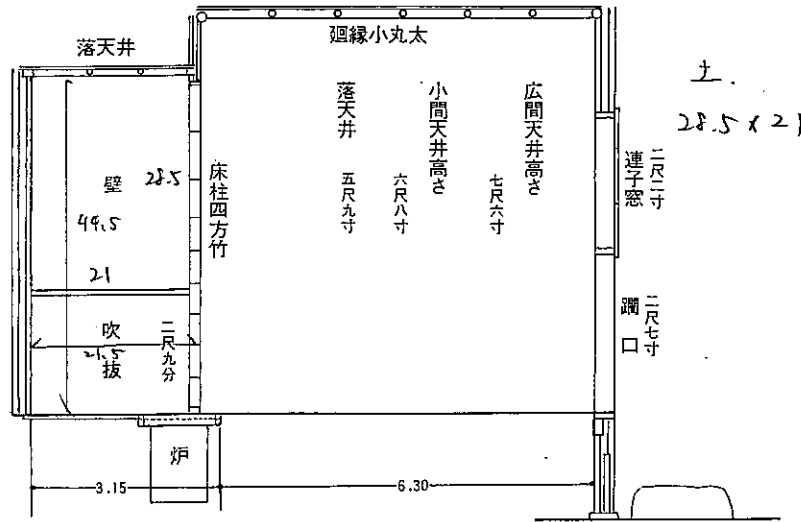 落天井
廻縁小丸太
広間天井高さ
七尺六寸
小間天井高さ
六尺八寸
落天井
五尺九寸
二尺二寸
連子窓
二尺七寸
躙口
28.5 x 2
床柱四方竹
壁
28.5
21
吹抜
二尺九分
21.5
炉
3.15
6.30